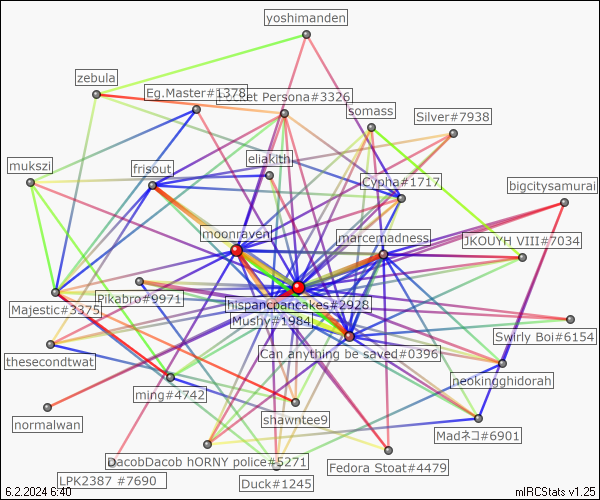 yoshimanden
zebula
Eg.Master#1378
Persona#3326
somass
Silver#7938
mukszi
frisout
eliakith
Cypha#1717
bigcitysamurai
moonraven
marcemadness
JKOUYH VIII#7034
Majestic#3375
Pikabro#9971
hispancpancakes#2928
Mushy#1984
Swirly Boi#6154
thesecondtwat
Can anything be saved#0396
neokingghidorah
ming#4742
normalwan
shawntee9
Madネコ#6901
DacobDacob hORNY police#5271
Fedora Stoat#4479
LPK2387 #7690
Duck#1245
6.2.2024 6:40
mIRCStats v1.25